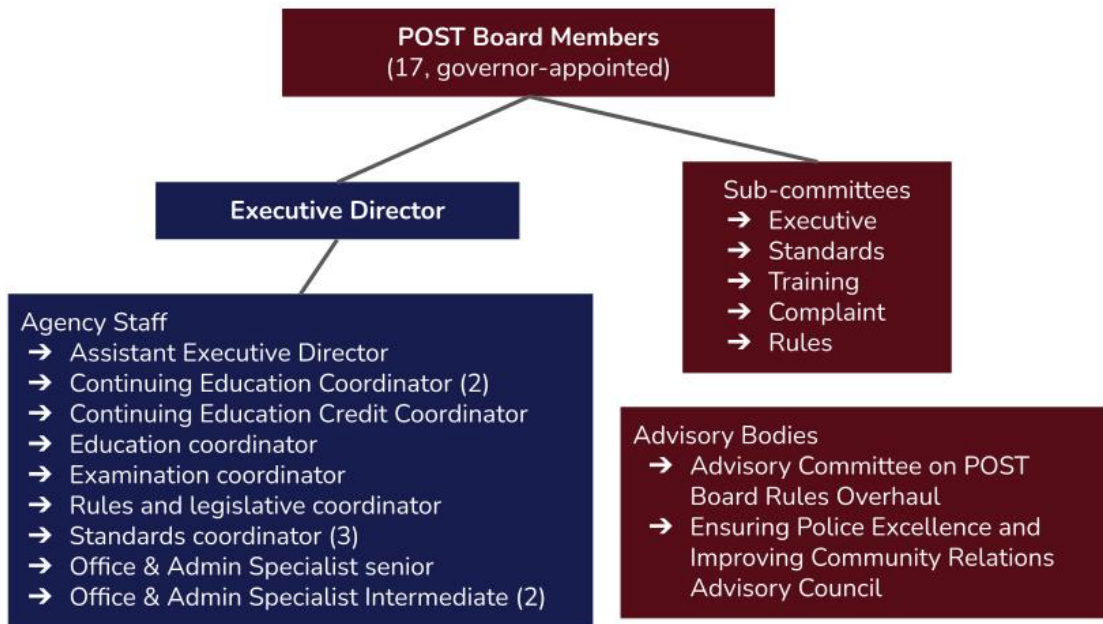 POST Board Members
(17, governor-appointed)
Executive Director
Sub-committees
➔ Executive
➔ Standards
➔ Training
➔ Complaint
➔ Rules
Agency Staff
➔ Assistant Executive Director
➔ Continuing Education Coordinator (2)
➔ Continuing Education Credit Coordinator
➔ Education coordinator
➔ Examination coordinator
➔ Rules and legislative coordinator
➔ Standards coordinator (3)
➔ Office & Admin Specialist senior
➔ Office & Admin Specialist Intermediate (2)
Advisory Bodies
➔ Advisory Committee on POST
Board Rules Overhaul
➔ Ensuring Police Excellence and
Improving Community Relations
Advisory Council